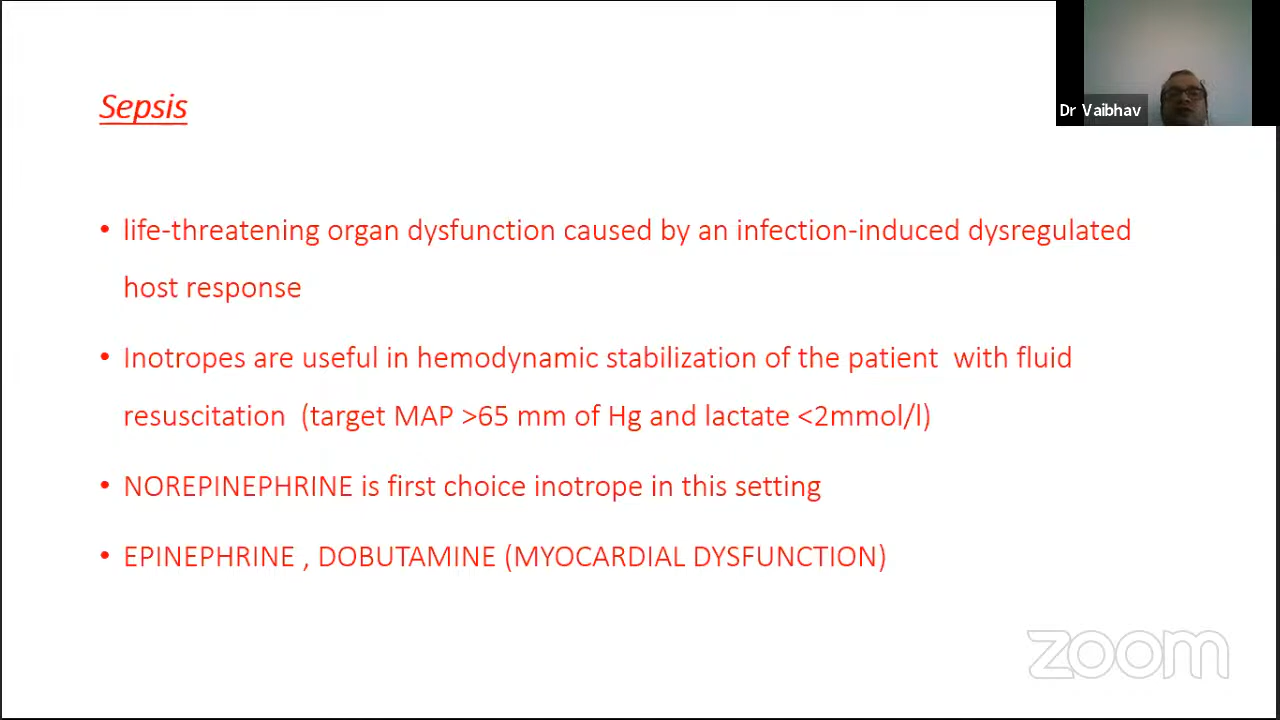 Sepsis
Dr Vaibhav
• life-threatening organ dysfunction caused by an infection-induced dysregulated
host response
• Inotropes are useful in hemodynamic stabilization of the patient with fluid
resuscitation (target MAP >65 mm of Hg and lactate <2mmol/l)
• NOREPINEPHRINE is first choice inotrope in this setting
• EPINEPHRINE , DOBUTAMINE (MYOCARDIAL DYSFUNCTION)
zoom